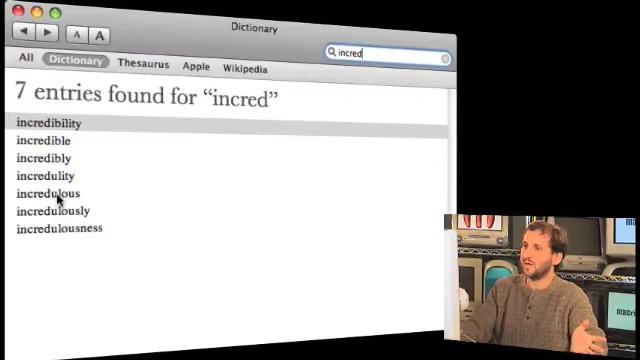 Dictionary
A A
incred
All Dictionary Thesaurus Apple Wikipedia
7 entries found for “incred”
incredibility
incredible
incredibly
incredulity
incredulous
incredulously
incredulousness